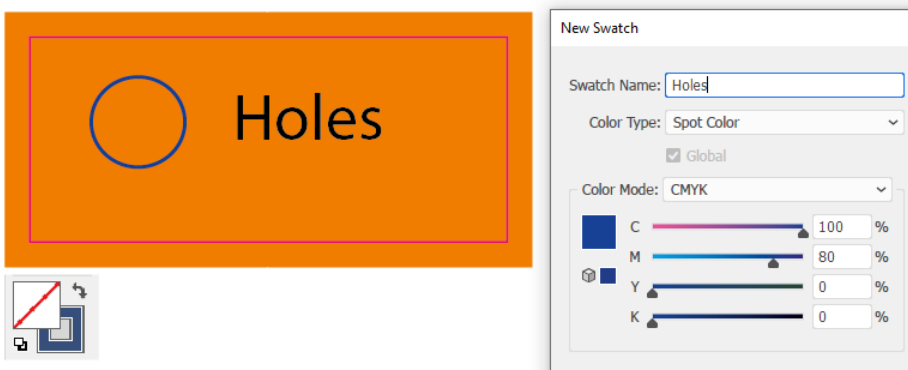 Holes
New Swatch
Swatch Name: Holes
Color Type: Spot Color
Global
Color Mode: CMYK
C 100 %
M 80 %
Y 0 %
K 0 %